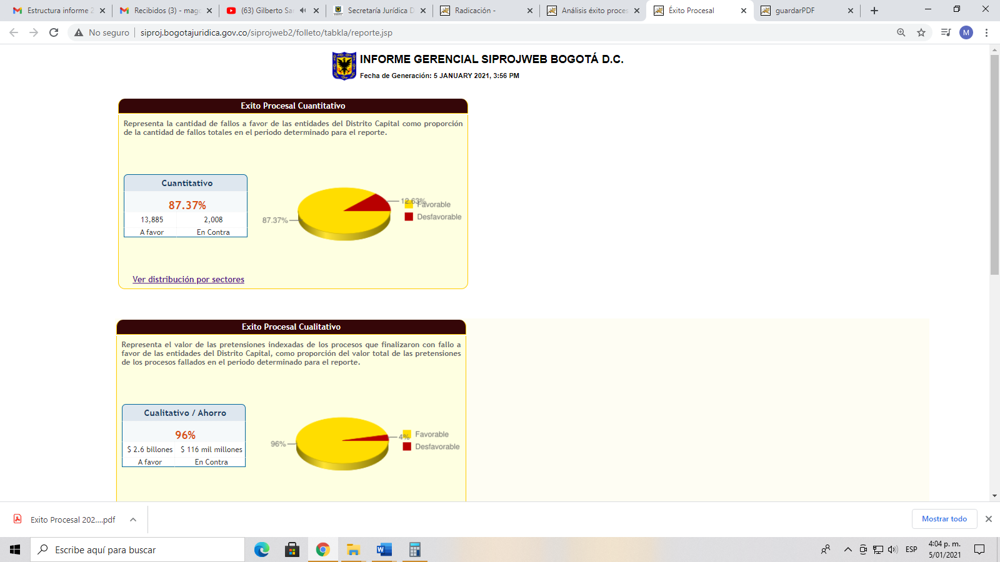 Estructura informe 2
Recibidos (3) - mago
(63) Gilberto Sa
Secretaría Jurídica D
Radicación -
Análisis éxito proces
Éxito Procesal
guardarPDF
No seguro
siproj.bogotajuridica.gov.co/siprojweb2/folleto/tabkla/reporte.jsp
M
INFORME GERENCIAL SIPROJWEB BOGOTÁ D.C.
Fecha de Generación: 5 JANUARY 2021, 3:56 PM
Exito Procesal Cuantitativo
Representa la cantidad de fallos a favor de las entidades del Distrito Capital como proporción
de la cantidad de fallos totales en el periodo determinado para el reporte.
Cuantitativo
87.37%
13,885 2,008
A favor En Contra
87.37%
12.63%
Favorable
Desfavorable
Ver distribución por sectores
Exito Procesal Cualitativo
Representa el valor de las pretensiones indexadas de los procesos que finalizaron con fallo a
favor de las entidades del Distrito Capital, como proporción del valor total de las pretensiones
de los procesos fallados en el periodo determinado para el reporte.
Cualitativo / Ahorro
96%
$ 2.6 billones $ 116 mil millones
A favor En Contra
96%
4%
Favorable
Desfavorable
Exito Procesal 202....pdf
Mostrar todo
Escribe aquí para buscar
ESP
4:04 p. m.
5/01/2021